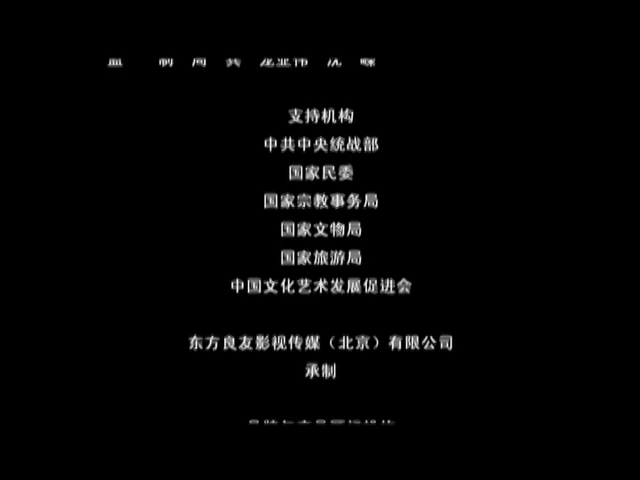 支持机构
中共中央统战部
国家民委
国家宗教事务局
国家文物局
国家旅游局
中国文化艺术发展促进会
东方良友影视传媒（北京）有限公司
承制